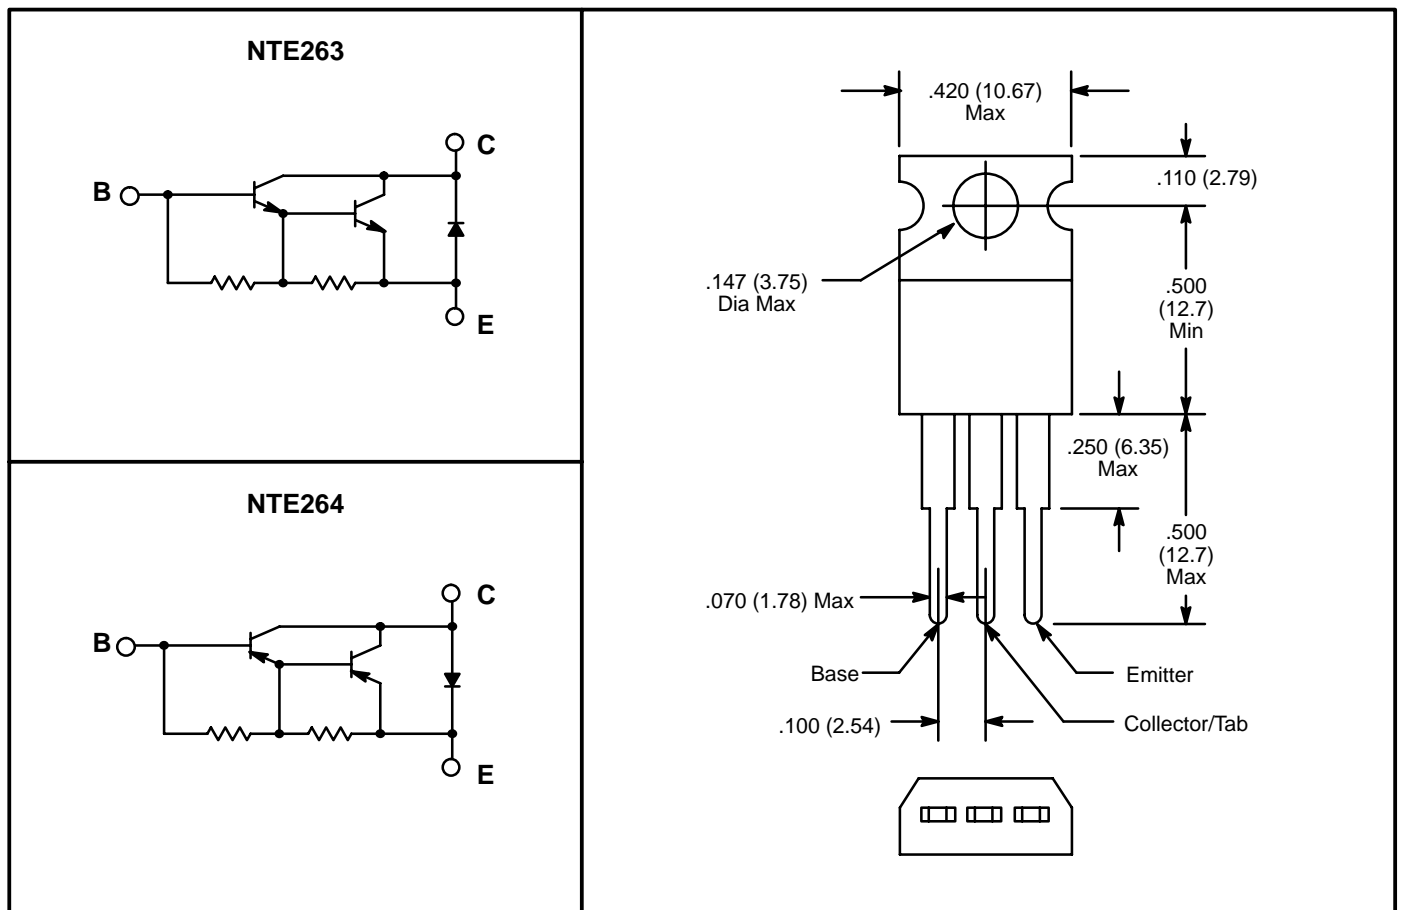 NTE263
C
B
E
NTE264
C
B
E
.420 (10.67)
Max
.110 (2.79)
.147 (3.75)
Dia Max
.500
(12.7)
Min
.250 (6.35)
Max
.500
(12.7)
Max
.070 (1.78) Max
Base
Emitter
.100 (2.54)
Collector/Tab